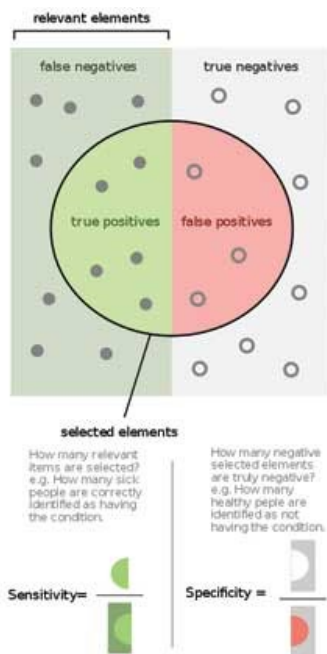 relevant elements
false negatives
true negatives
true positives
false positives
selected elements
How many relevant
items are selected?
e.g. How many sick
people are correctly
identified as having
the condition.
How many negative
selected elements
are truly negative?
e.g. How many
healthy peple are
identified as not
having the condition.
Sensitivity=
Specificity =